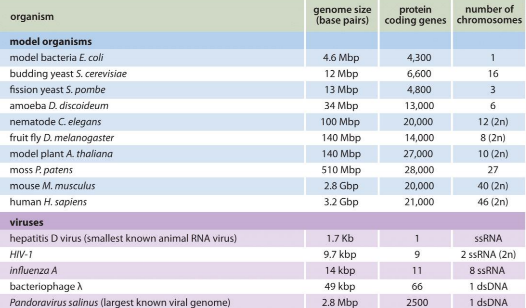 organism genome size (base pairs) protein coding genes number of chromosomes
model organisms
model bacteria E. coli 4.6 Mbp 4,300 1
budding yeast S. cerevisiae 12 Mbp 6,600 16
fission yeast S. pombe 13 Mbp 4,800 3
amoeba D. discoideum 34 Mbp 13,000 6
nematode C. elegans 100 Mbp 20,000 12 (2n)
fruit fly D. melanogaster 140 Mbp 14,000 8 (2n)
model plant A. thaliana 140 Mbp 27,000 10 (2n)
moss P. patens 510 Mbp 28,000 27
mouse M. musculus 2.8 Gbp 20,000 40 (2n)
human H. sapiens 3.2 Gbp 21,000 46 (2n)
viruses
hepatitis D virus (smallest known animal RNA virus) 1.7 Kb 1 ssRNA
HIV-1 9.7 kbp 9 2 ssRNA (2n)
influenza A 14 kbp 11 8 ssRNA
bacteriophage λ 49 kbp 66 1 dsDNA
Pandoravirus salinus (largest known viral genome) 2.8 Mbp 2500 1 dsDNA